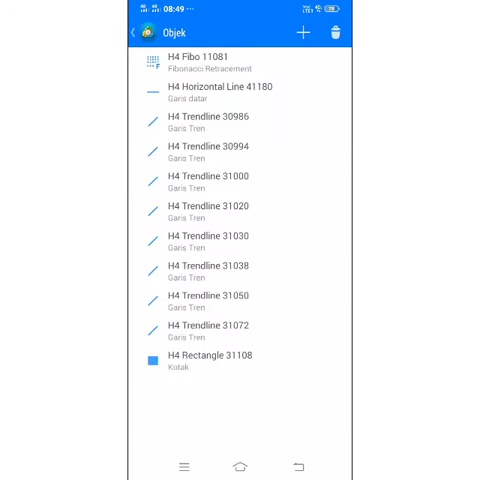 08:49
Objek
H4 Fibo 11081
Fibonacci Retracement
H4 Horizontal Line 41180
Garis datar
H4 Trendline 30986
Garis Tren
H4 Trendline 30994
Garis Tren
H4 Trendline 31000
Garis Tren
H4 Trendline 31020
Garis Tren
H4 Trendline 31030
Garis Tren
H4 Trendline 31038
Garis Tren
H4 Trendline 31050
Garis Tren
H4 Trendline 31072
Garis Tren
H4 Rectangle 31108
Kotak